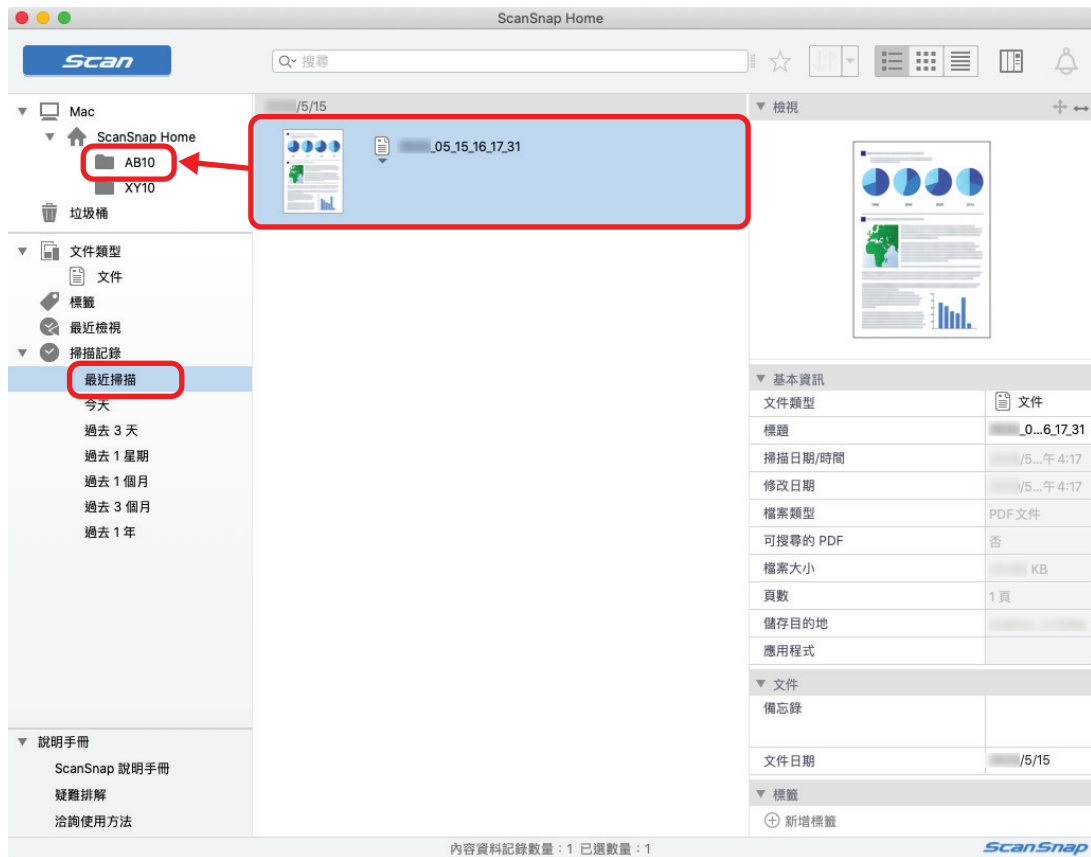 ScanSnap Home
Scan
搜尋
Mac
ScanSnap Home
AB10
XY10
垃圾桶
文件類型
文件
標籤
最近檢視
掃描記錄
最近掃描
今天
過去 3 天
過去 1 星期
過去 1 個月
過去 3 個月
過去 1 年
說明手冊
ScanSnap 說明手冊
疑難排解
洽詢使用方法
/5/15
_05_15_16_17_31
檢視
基本資訊
文件類型 文件
標題 _0...6_17_31
掃描日期/時間 /5...午 4:17
修改日期 /5...午 4:17
檔案類型 PDF 文件
可搜尋的 PDF 否
檔案大小 KB
頁數 1 頁
儲存目的地
應用程式
文件
備忘錄
文件日期 /5/15
標籤
新增標籤
內容資料記錄數量：1 已選數量：1
ScanSnap